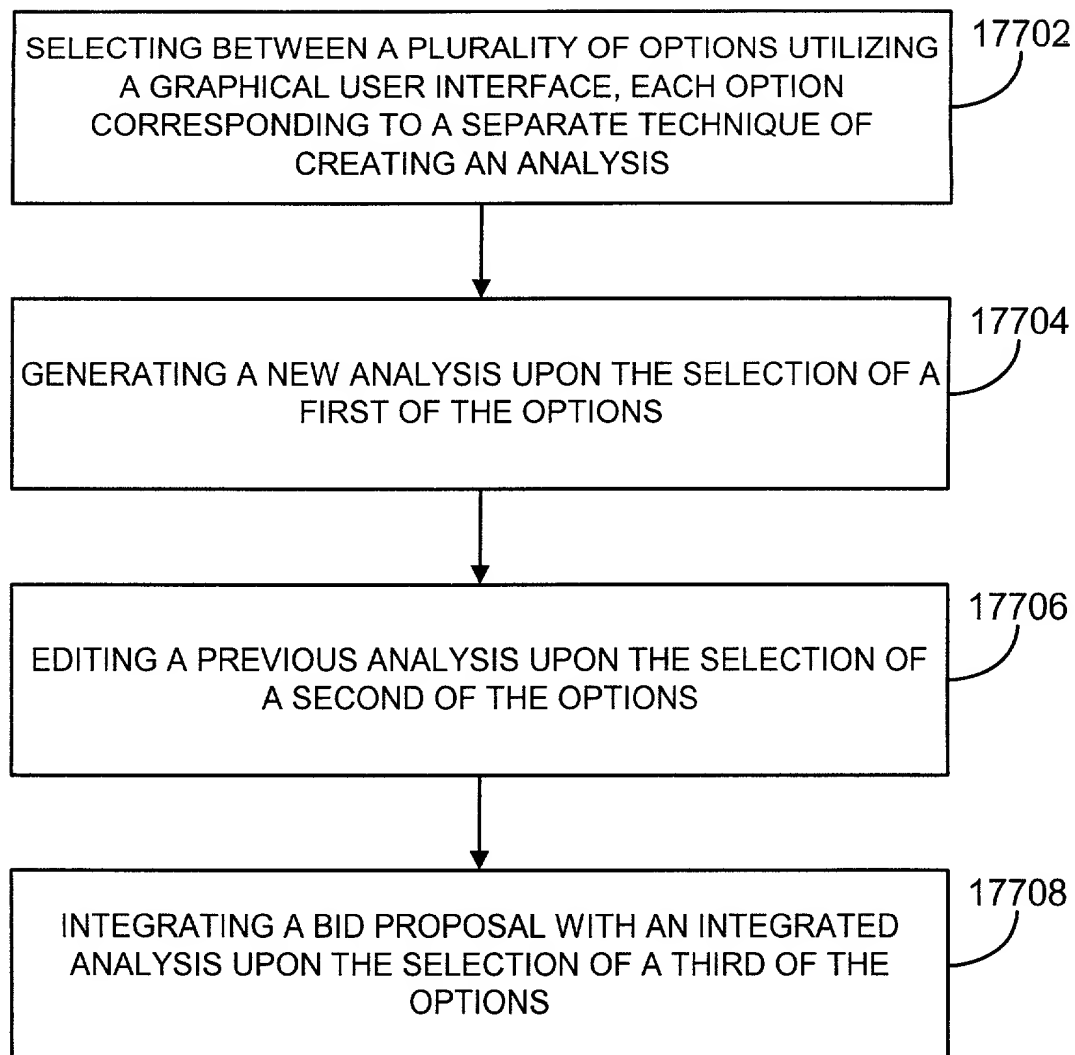 SELECTING BETWEEN A PLURALITY OF OPTIONS UTILIZING
A GRAPHICAL USER INTERFACE, EACH OPTION
CORRESPONDING TO A SEPARATE TECHNIQUE OF
CREATING AN ANALYSIS
17702
GENERATING A NEW ANALYSIS UPON THE SELECTION OF A
FIRST OF THE OPTIONS
17704
EDITING A PREVIOUS ANALYSIS UPON THE SELECTION OF
A SECOND OF THE OPTIONS
17706
INTEGRATING A BID PROPOSAL WITH AN INTEGRATED
ANALYSIS UPON THE SELECTION OF A THIRD OF THE
OPTIONS
17708